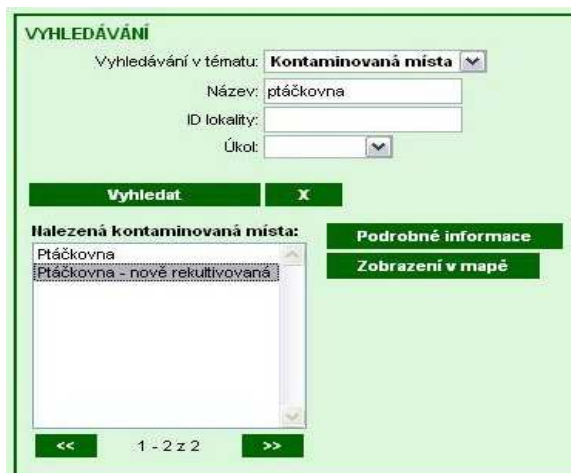 VYHLEDÁVÁNÍ
Vyhledávání v tématu: Kontaminovaná místa
Název: ptáčkovna
ID lokality:
Úkol:
Vyhledat X
Nalezená kontaminovaná místa:
Ptáčkovna
Ptáčkovna - nově rekultivovaná
Podrobné informace
Zobrazení v mapě
<< 1 - 2 z 2 >>